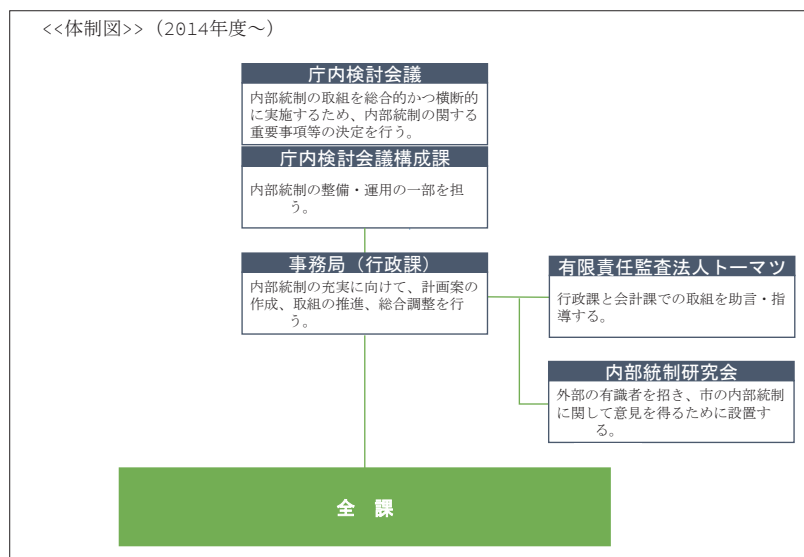 <<体制図>>（2014年度～）
庁内検討会議
内部統制の取組を総合的かつ横断的
に実施するため、内部統制の関する
重要事項等の決定を行う。
庁内検討会議構成課
内部統制の整備・運用の一部を担
う。
事務局（行政課）
内部統制の充実に向けて、計画案の
作成、取組の推進、総合調整を行
う。
有限責任監査法人トーマツ
行政課と会計課での取組を助言・指
導する。
内部統制研究会
外部の有識者を招き、市の内部統制
に関して意見を得るために設置す
る。
全　課